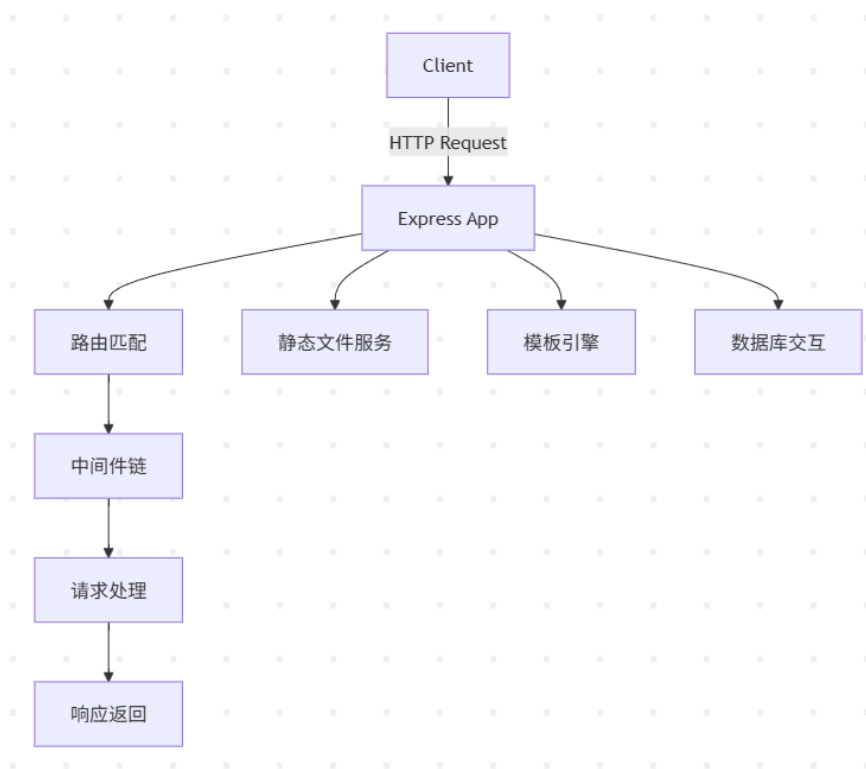 Client
HTTP Request
Express App
路由匹配
静态文件服务
模板引擎
数据库交互
中间件链
请求处理
响应返回